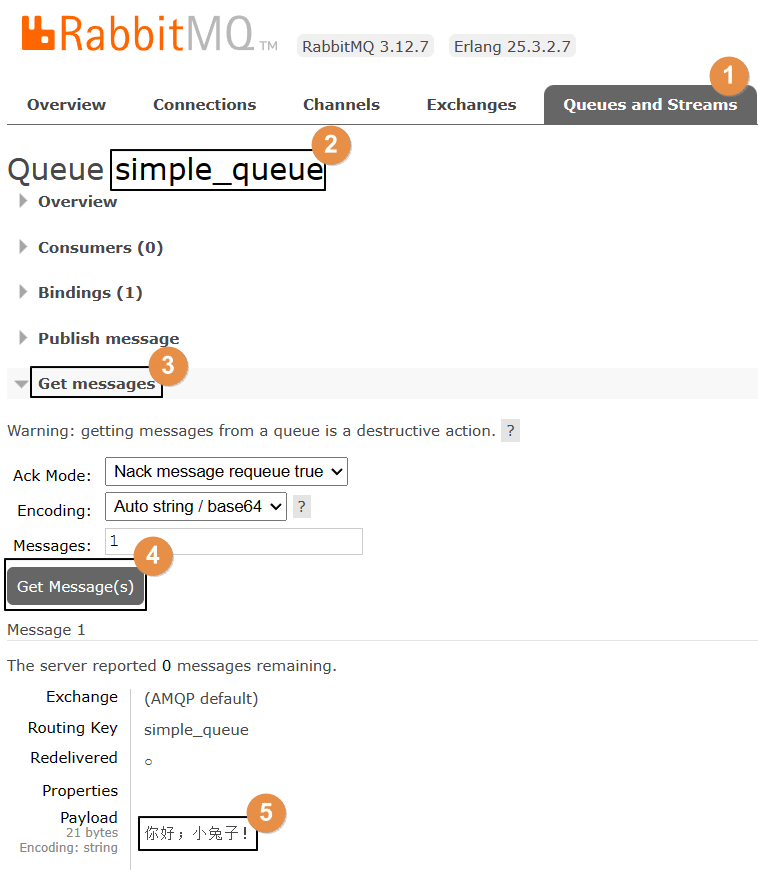 RabbitMQ TM RabbitMQ 3.12.7 Erlang 25.3.2.7
1
Overview Connections Channels Exchanges Queues and Streams
2
Queue simple_queue
Overview
Consumers (0)
Bindings (1)
Publish message
3
Get messages
Warning: getting messages from a queue is a destructive action. ?
Ack Mode: Nack message requeue true
Encoding: Auto string / base64 ?
Messages: 1
4
Get Message(s)
Message 1
The server reported 0 messages remaining.
Exchange (AMQP default)
Routing Key simple_queue
Redelivered ○
Properties
5
Payload 你好；小兔子！
21 bytes
Encoding: string